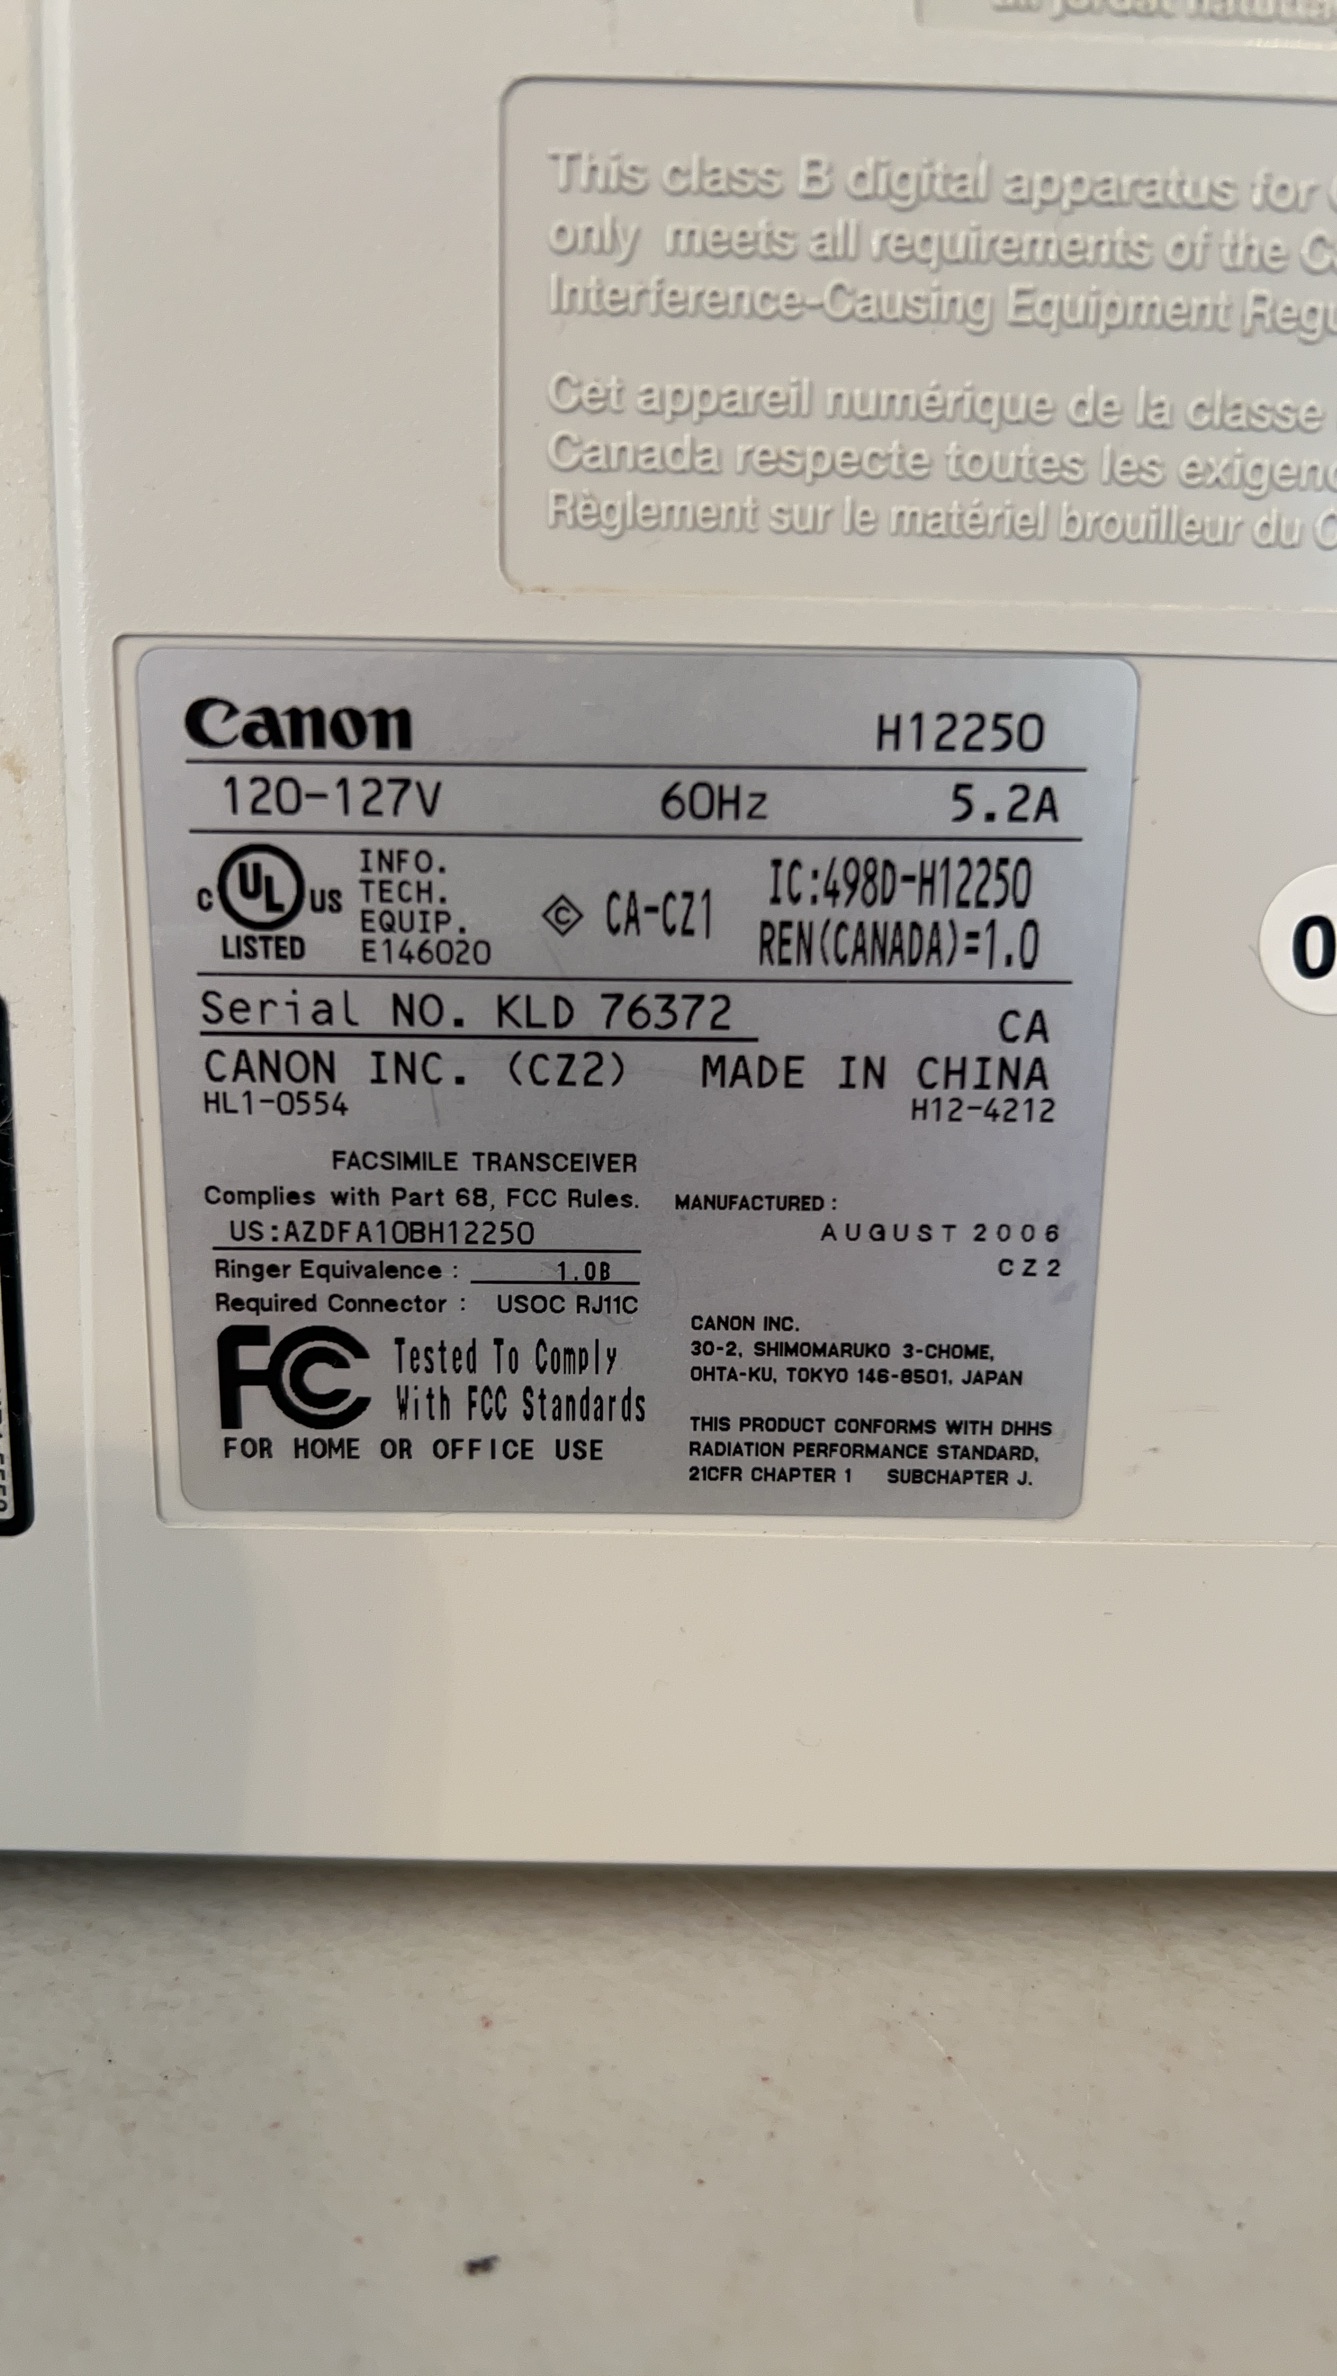 This class B digital apparatus for
only meets all requirements of the
Interference-Causing Equipment
Cet appareil numérique de la classe
Canada respecte toutes les
Règlement sur le matériel brouilleur du
Canon H12250
120-127V 60Hz 5.2A
C UL US LISTED
INFO.
TECH.
EQUIP.
E146020
© CA-CZ1
IC:498D-H12250
REN(CANADA)=1.0
Serial NO. KLD 76372 CA
CANON INC. (CZ2) MADE IN CHINA
HL1-0554 H12-4212
FACSIMILE TRANSCEIVER
Complies with Part 68, FCC Rules.
US:AZDFA10BH12250
Ringer Equivalence : 1.0B
Required Connector : USOC RJ11C
FC Tested To Comply
With FCC Standards
FOR HOME OR OFFICE USE
MANUFACTURED :
AUGUST 2006
CZ2
CANON INC.
30-2, SHIMOMARUKO 3-CHOME,
OHTA-KU, TOKYO 146-8501, JAPAN
THIS PRODUCT CONFORMS WITH DHHS
RADIATION PERFORMANCE STANDARD,
21CFR CHAPTER 1 SUBCHAPTER J.
0